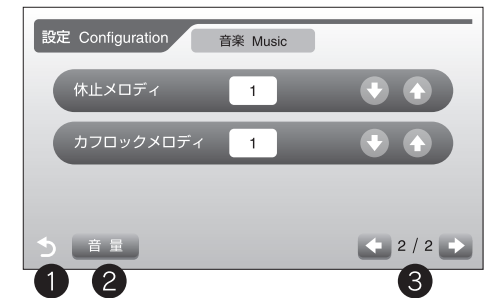 設定 Configuration
音楽 Music
休止メロディ 1
カフロックメロディ 1
音量 2 / 2
1 2 3